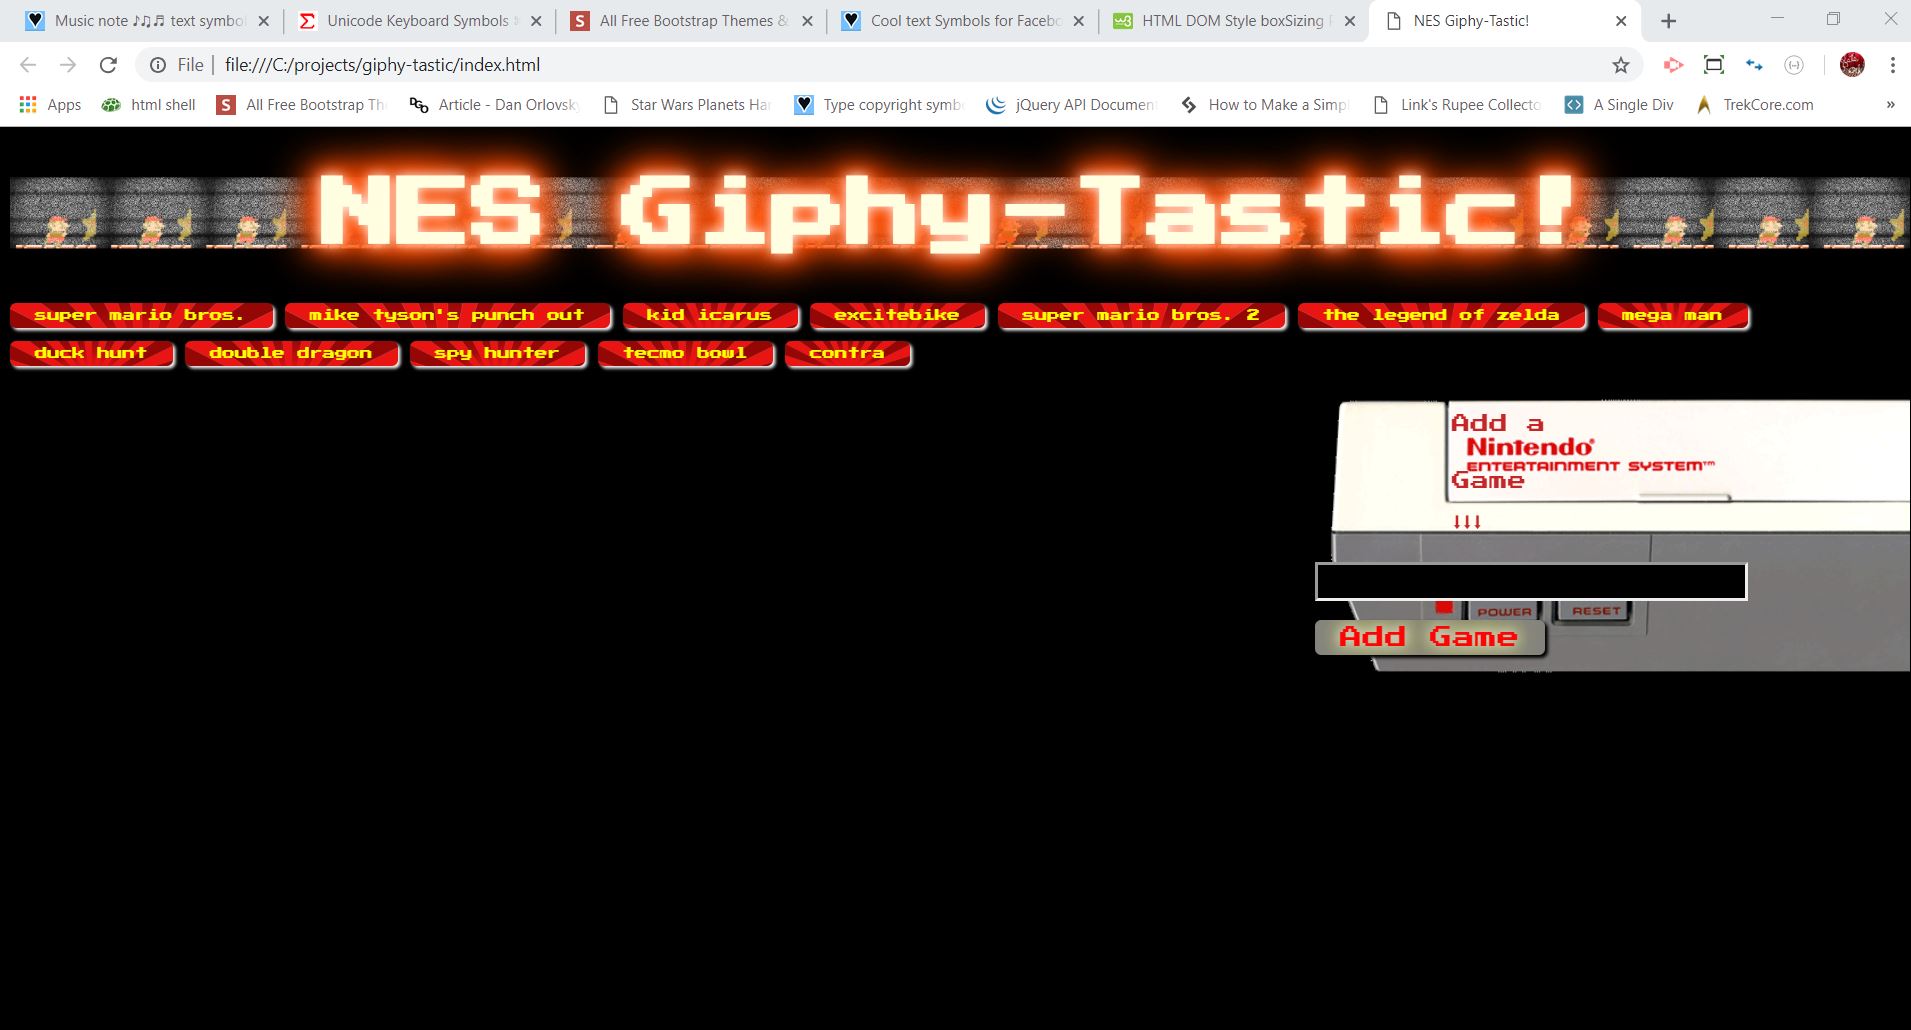 Music note ♪♫♬ text symbol
Unicode Keyboard Symbols
All Free Bootstrap Themes &
Cool text Symbols for Facebo
HTML DOM Style boxSizing
NES Giphy-Tastic!
File | file:///C:/projects/giphy-tastic/index.html
Apps
html shell
All Free Bootstrap Th
DGO
Article - Dan Orlovsk
Star Wars Planets Ha
Type copyright symb
jQuery API Documen
How to Make a Simpl
Link's Rupee Collecto
A Single Div
TrekCore.com
»
NES Giphy-Tastic!
super mario bros.
mike tyson's punch out
kid icarus
excitebike
super mario bros. 2
the legend of zelda
mega man
duck hunt
double dragon
spy hunter
tecmo bowl
contra
Add a
Nintendo®
ENTERTAINMENT SYSTEM™
Game
↓↓↓
POWER
RESET
Add Game